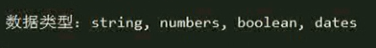 数据类型：string, numbers, boolean, dates